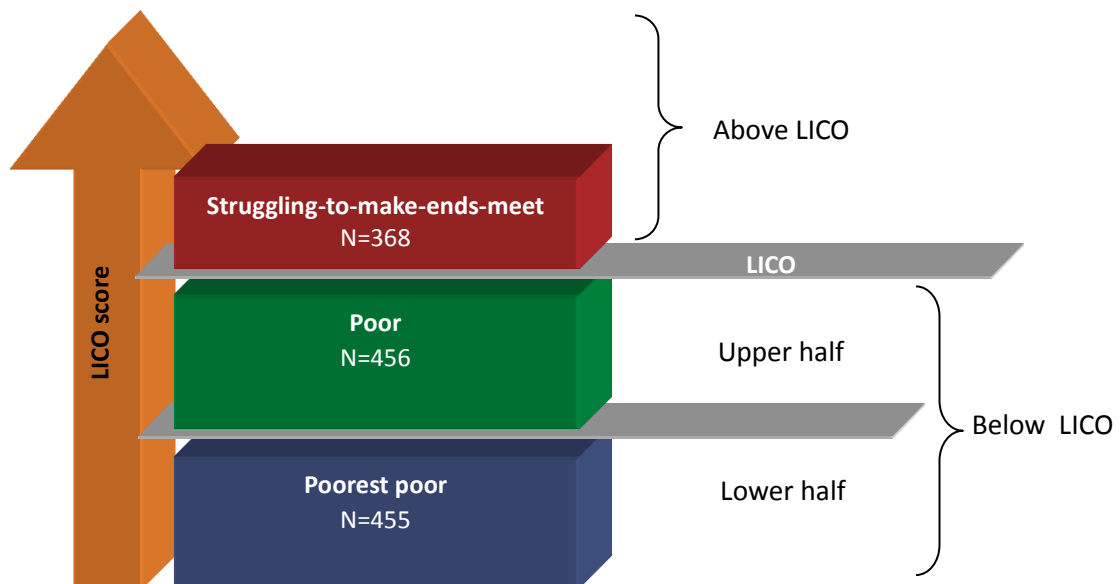 Above LICO
Struggling-to-make-ends-meet
N=368
LICO
LICO score
Poor
N=456
Upper half
Below  LICO
Poorest poor
N=455
Lower half